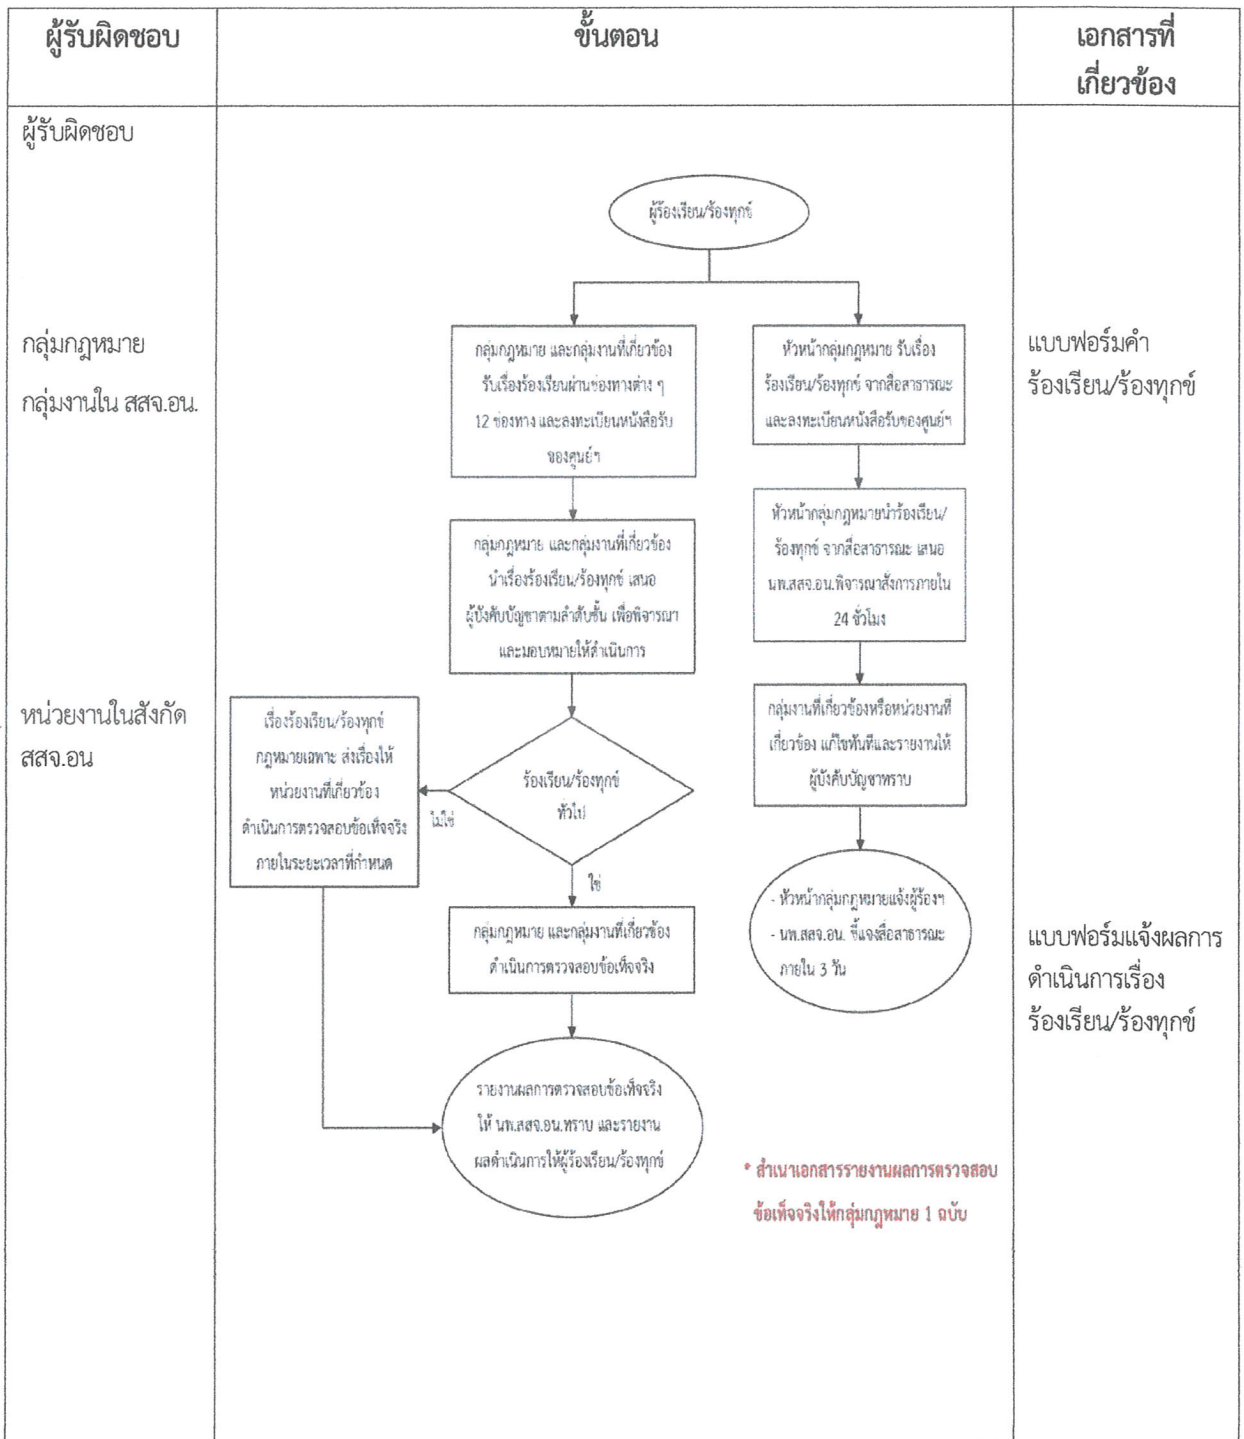 ผู้รับผิดชอบ
ขั้นตอน
เอกสารที่
เกี่ยวข้อง
ผู้รับผิดชอบ
ผู้ร้องเรียน/ร้องทุกข์
กลุ่มกฎหมาย
กลุ่มงานใน สสจ.อน.
กลุ่มกฎหมาย และกลุ่มงานที่เกี่ยวข้อง
รับเรื่องร้องเรียนผ่านช่องทางต่าง ๆ
12 ช่องทาง และลงทะเบียนหนังสือรับ
ของศูนย์ฯ
หัวหน้ากลุ่มกฎหมาย รับเรื่อง
ร้องเรียน/ร้องทุกข์ จากสื่อสาธารณะ
และลงทะเบียนหนังสือรับของศูนย์ฯ
แบบฟอร์มคำ
ร้องเรียน/ร้องทุกข์
กลุ่มกฎหมาย และกลุ่มงานที่เกี่ยวข้อง
นำเรื่องร้องเรียน/ร้องทุกข์ เสนอ
ผู้บังคับบัญชาตามลำดับชั้น เพื่อพิจารณา
และมอบหมายให้ดำเนินการ
หัวหน้ากลุ่มกฎหมายนำร้องเรียน/
ร้องทุกข์ จากสื่อสาธารณะ เสนอ
นพ.สสจ.อน.พิจารณาสั่งการภายใน
24 ชั่วโมง
หน่วยงานในสังกัด
สสจ.อน
เรื่องร้องเรียน/ร้องทุกข์
กฎหมายเฉพาะ ส่งเรื่องให้
หน่วยงานที่เกี่ยวข้อง
ดำเนินการตรวจสอบข้อเท็จจริง
ภายในระยะเวลาที่กำหนด
ไม่ใช่
ร้องเรียน/ร้องทุกข์
ทั่วไป
ใช่
กลุ่มงานที่เกี่ยวข้องหรือหน่วยงานที่
เกี่ยวข้อง แก้ไขทันทีและรายงานให้
ผู้บังคับบัญชาทราบ
กลุ่มกฎหมาย และกลุ่มงานที่เกี่ยวข้อง
ดำเนินการตรวจสอบข้อเท็จจริง
- หัวหน้ากลุ่มกฎหมายแจ้งผู้ร้องฯ
- นพ.สสจ.อน. ชี้แจงสื่อสาธารณะ
ภายใน 3 วัน
แบบฟอร์มแจ้งผลการ
ดำเนินการเรื่อง
ร้องเรียน/ร้องทุกข์
รายงานผลการตรวจสอบข้อเท็จจริง
ให้ นพ.สสจ.อน.ทราบ และรายงาน
ผลดำเนินการให้ผู้ร้องเรียน/ร้องทุกข์
* สำเนาเอกสารรายงานผลการตรวจสอบ
ข้อเท็จจริงให้กลุ่มกฎหมาย 1 ฉบับ